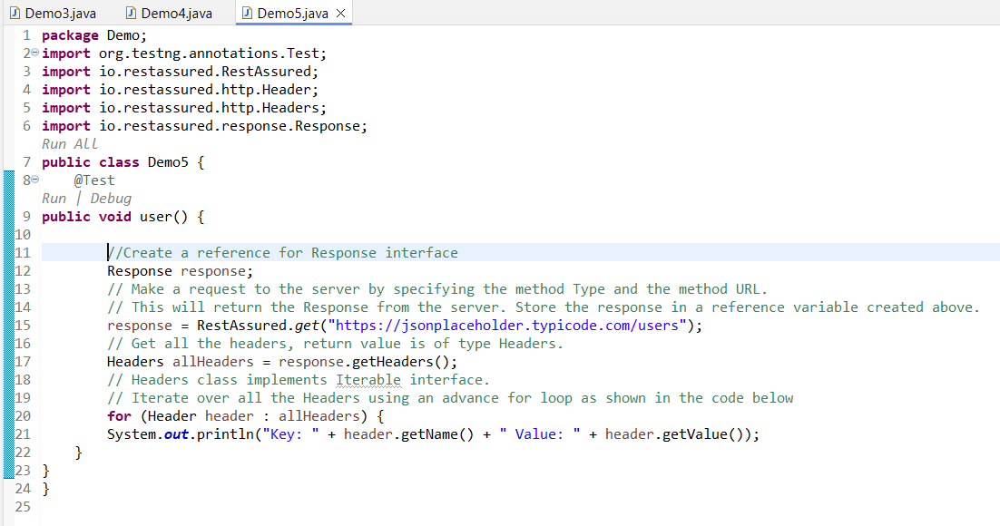 Demo3.java Demo4.java Demo5.java
1 package Demo;
2 import org.testng.annotations.Test;
3 import io.restassured.RestAssured;
4 import io.restassured.http.Header;
5 import io.restassured.http.Headers;
6 import io.restassured.response.Response;
Run All
7 public class Demo5 {
8 @Test
Run | Debug
9 public void user() {
10
11 //Create a reference for Response interface
12 Response response;
13 // Make a request to the server by specifying the method Type and the method URL.
14 // This will return the Response from the server. Store the response in a reference variable created above.
15 response = RestAssured.get("https://jsonplaceholder.typicode.com/users");
16 // Get all the headers, return value is of type Headers.
17 Headers allHeaders = response.getHeaders();
18 // Headers class implements Iterable interface.
19 // Iterate over all the Headers using an advance for loop as shown in the code below
20 for (Header header : allHeaders) {
21 System.out.println("Key: " + header.getName() + " Value: " + header.getValue());
22 }
23 }
24 }
25